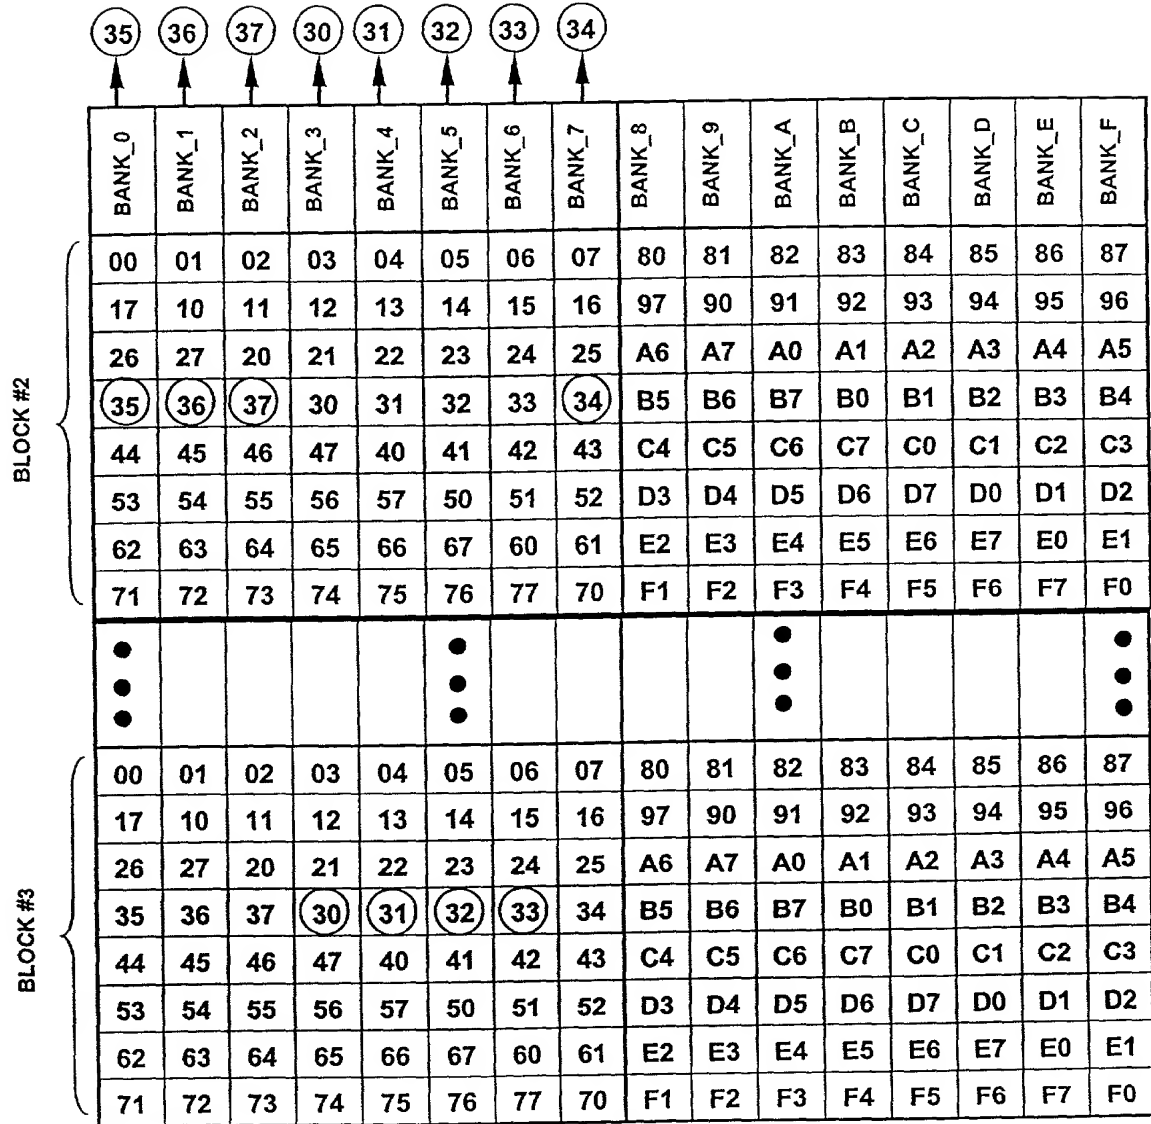 35 36 37 30 31 32 33 34
BANK_0 BANK_1 BANK_2 BANK_3 BANK_4 BANK_5 BANK_6 BANK_7 BANK_8 BANK_9 BANK_A BANK_B BANK_C BANK_D BANK_E BANK_F
BLOCK #2
00 01 02 03 04 05 06 07 80 81 82 83 84 85 86 87
17 10 11 12 13 14 15 16 97 90 91 92 93 94 95 96
26 27 20 21 22 23 24 25 A6 A7 A0 A1 A2 A3 A4 A5
35 36 37 30 31 32 33 34 B5 B6 B7 B0 B1 B2 B3 B4
44 45 46 47 40 41 42 43 C4 C5 C6 C7 C0 C1 C2 C3
53 54 55 56 57 50 51 52 D3 D4 D5 D6 D7 D0 D1 D2
62 63 64 65 66 67 60 61 E2 E3 E4 E5 E6 E7 E0 E1
71 72 73 74 75 76 77 70 F1 F2 F3 F4 F5 F6 F7 F0
BLOCK #3
00 01 02 03 04 05 06 07 80 81 82 83 84 85 86 87
17 10 11 12 13 14 15 16 97 90 91 92 93 94 95 96
26 27 20 21 22 23 24 25 A6 A7 A0 A1 A2 A3 A4 A5
35 36 37 30 31 32 33 34 B5 B6 B7 B0 B1 B2 B3 B4
44 45 46 47 40 41 42 43 C4 C5 C6 C7 C0 C1 C2 C3
53 54 55 56 57 50 51 52 D3 D4 D5 D6 D7 D0 D1 D2
62 63 64 65 66 67 60 61 E2 E3 E4 E5 E6 E7 E0 E1
71 72 73 74 75 76 77 70 F1 F2 F3 F4 F5 F6 F7 F0